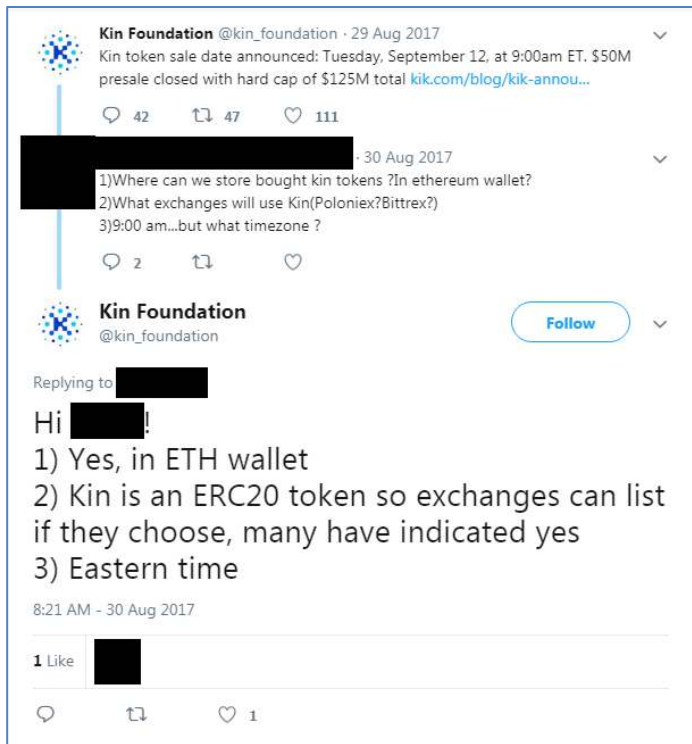 Kin Foundation @kin_foundation · 29 Aug 2017
Kin token sale date announced: Tuesday, September 12, at 9:00am ET. $50M
presale closed with hard cap of $125M total kik.com/blog/kik-annou...
42 47 111
· 30 Aug 2017
1)Where can we store bought kin tokens ?In ethereum wallet?
2)What exchanges will use Kin(Poloniex?Bittrex?)
3)9:00 am...but what timezone ?
2
Kin Foundation
@kin_foundation
Follow
Replying to
Hi !
1) Yes, in ETH wallet
2) Kin is an ERC20 token so exchanges can list
if they choose, many have indicated yes
3) Eastern time
8:21 AM - 30 Aug 2017
1 Like
1